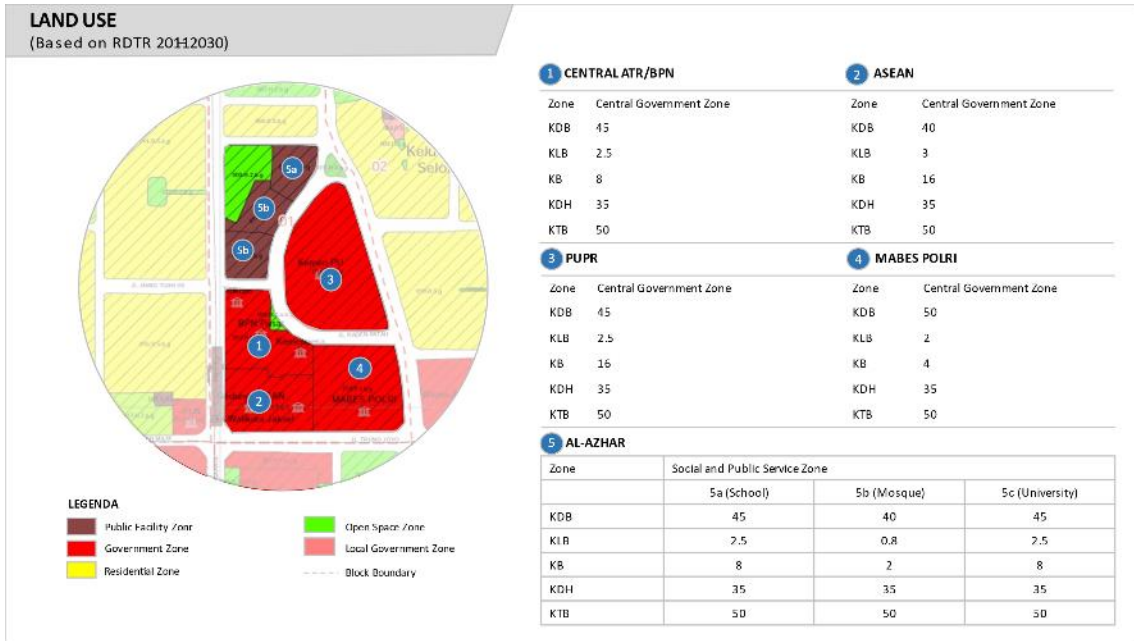 LAND USE
(Based on RDTR 20112030)
1 CENTRAL ATR/BPN
Zone Central Government Zone
KDB 45
KLB 2.5
KB 8
KDH 35
KTB 50
2 ASEAN
Zone Central Government Zone
KDB 40
KLB 3
KB 16
KDH 35
KTB 50
3 PUPR
Zone Central Government Zone
KDB 45
KLB 2.5
KB 16
KDH 35
KTB 50
4 MABES POLRI
Zone Central Government Zone
KDB 50
KLB 2
KB 4
KDH 35
KTB 50
5 AL-AZHAR
Zone Social and Public Service Zone
5a (School) 5b (Mosque) 5c (University)
KDB 45 40 45
KLB 2.5 0.8 2.5
KB 8 2 8
KDH 35 35 35
KTB 50 50 50
Kelu
Selo
02
5a
5b
01
5b
3
1
4
2
MABES POLRI
LEGENDA
Public Facility Zone
Government Zone
Residential Zone
Open Space Zone
Local Government Zone
Block Boundary